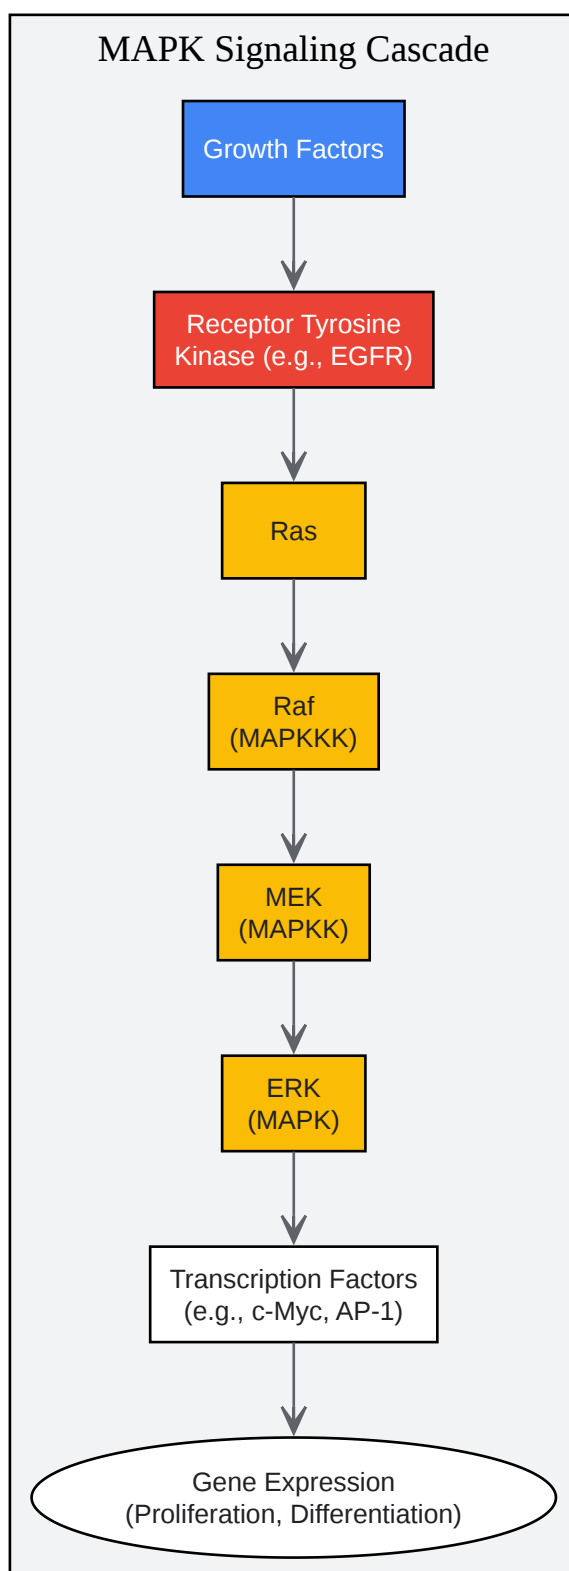 MAPK Signaling Cascade
Growth Factors
Receptor Tyrosine
Kinase (e.g., EGFR)
Ras
Raf
(MAPKKK)
MEK
(MAPKK)
ERK
(MAPK)
Transcription Factors
(e.g., c-Myc, AP-1)
Gene Expression
(Proliferation, Differentiation)